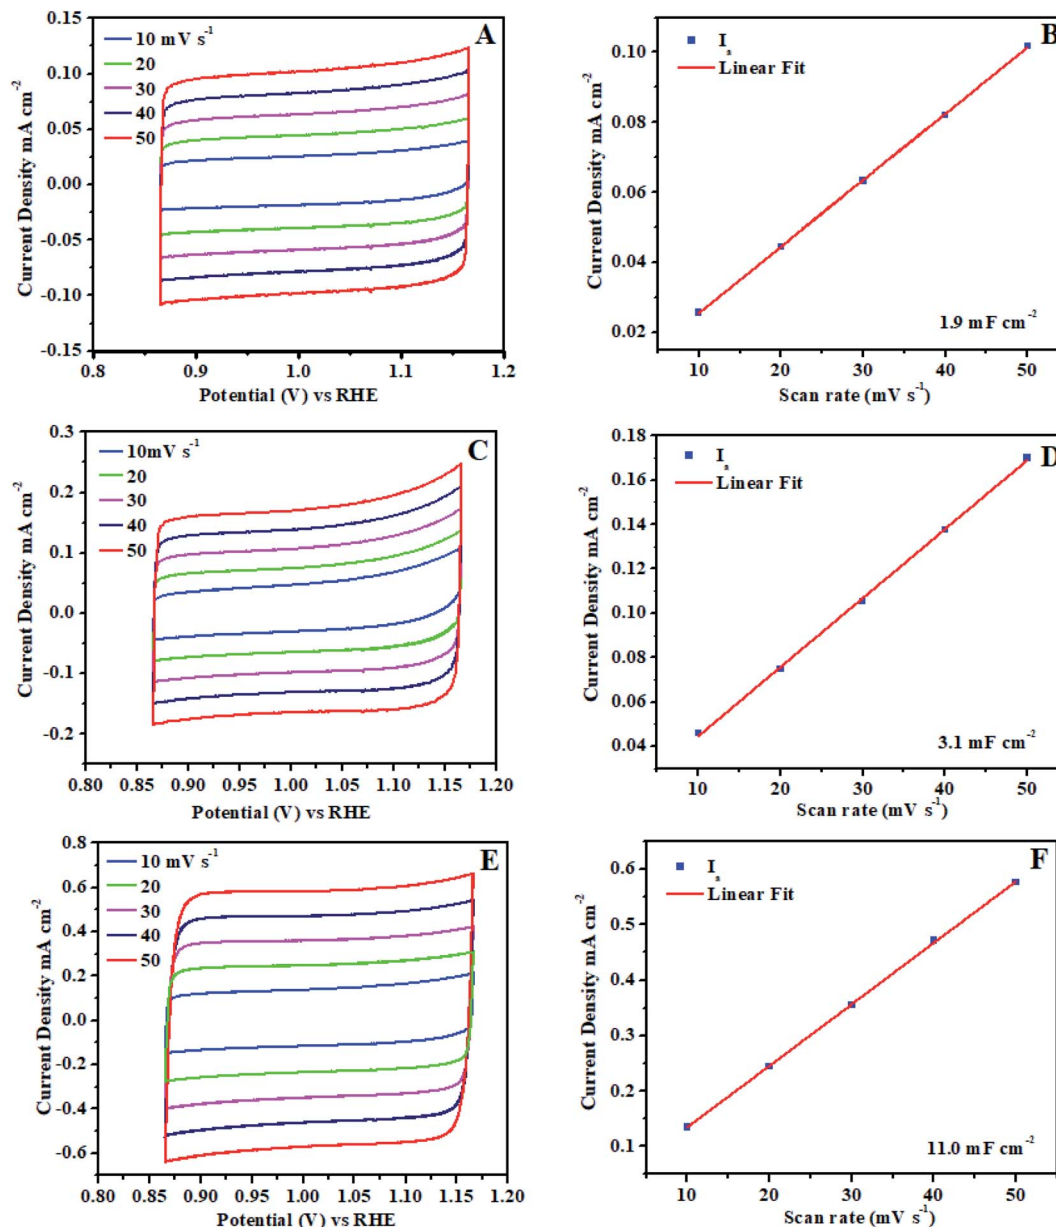 A
10 mV s⁻¹
20
30
40
50
0.15
0.10
0.05
0.00
-0.05
-0.10
-0.15
Current Density mA cm⁻²
0.8 0.9 1.0 1.1 1.2
Potential (V) vs RHE
B
Iₐ
Linear Fit
0.10
0.08
0.06
0.04
0.02
Current Density mA cm⁻²
1.9 mF cm⁻²
10 20 30 40 50
Scan rate (mV s⁻¹)
C
10mV s⁻¹
20
30
40
50
0.3
0.2
0.1
0.0
-0.1
-0.2
Current Density mA cm⁻²
0.80 0.85 0.90 0.95 1.00 1.05 1.10 1.15 1.20
Potential (V) vs RHE
D
Iₐ
Linear Fit
0.18
0.16
0.14
0.12
0.10
0.08
0.06
0.04
Current Density mA cm⁻²
3.1 mF cm⁻²
10 20 30 40 50
Scan rate (mV s⁻¹)
E
10 mV s⁻¹
20
30
40
50
0.8
0.6
0.4
0.2
0.0
-0.2
-0.4
-0.6
Current Density mA cm⁻²
0.80 0.85 0.90 0.95 1.00 1.05 1.10 1.15 1.20
Potential (V) vs RHE
F
Iₐ
Linear Fit
0.6
0.5
0.4
0.3
0.2
0.1
Current Density mA cm⁻²
11.0 mF cm⁻²
10 20 30 40 50
Scan rate (mV s⁻¹)